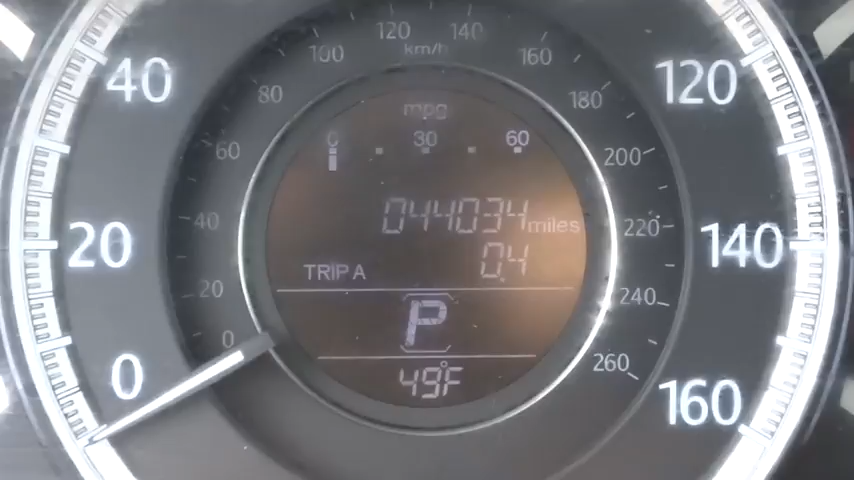 120 140
100 km/h 160
40 80 180 120
mpg
0 30 60
60 200
044034 miles
20 40 220 140
TRIP A 0.4
20 240
P
0 0 260 160
49°F